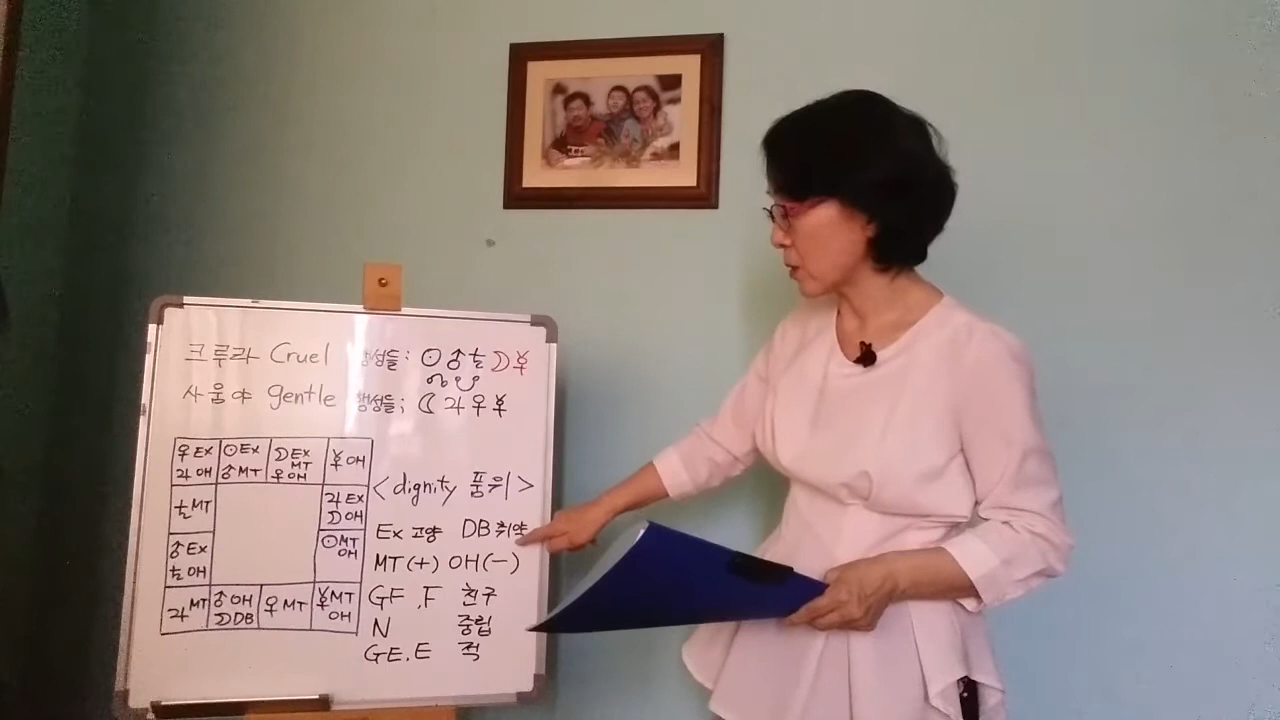 크루라 Cruel 행성들; ☉ ♂ ♄ ☽ ☿
☊ ☋
사움야 gentle 행성들; ☾ ♃ ♀ ☿
♀Ex
♃OH
☉Ex
♂MT
☽Ex
MT
♀OH
☿OH
♄MT
♃Ex
☽OH
♂Ex
♄OH
☉MT
OH
♃MT
♂OH
☽DB
♀MT
☿MT
OH
<dignity 품위>
Ex 고양 DB 취약
MT(+) OH(-)
GF, F 친구
N 중립
GE, E 적